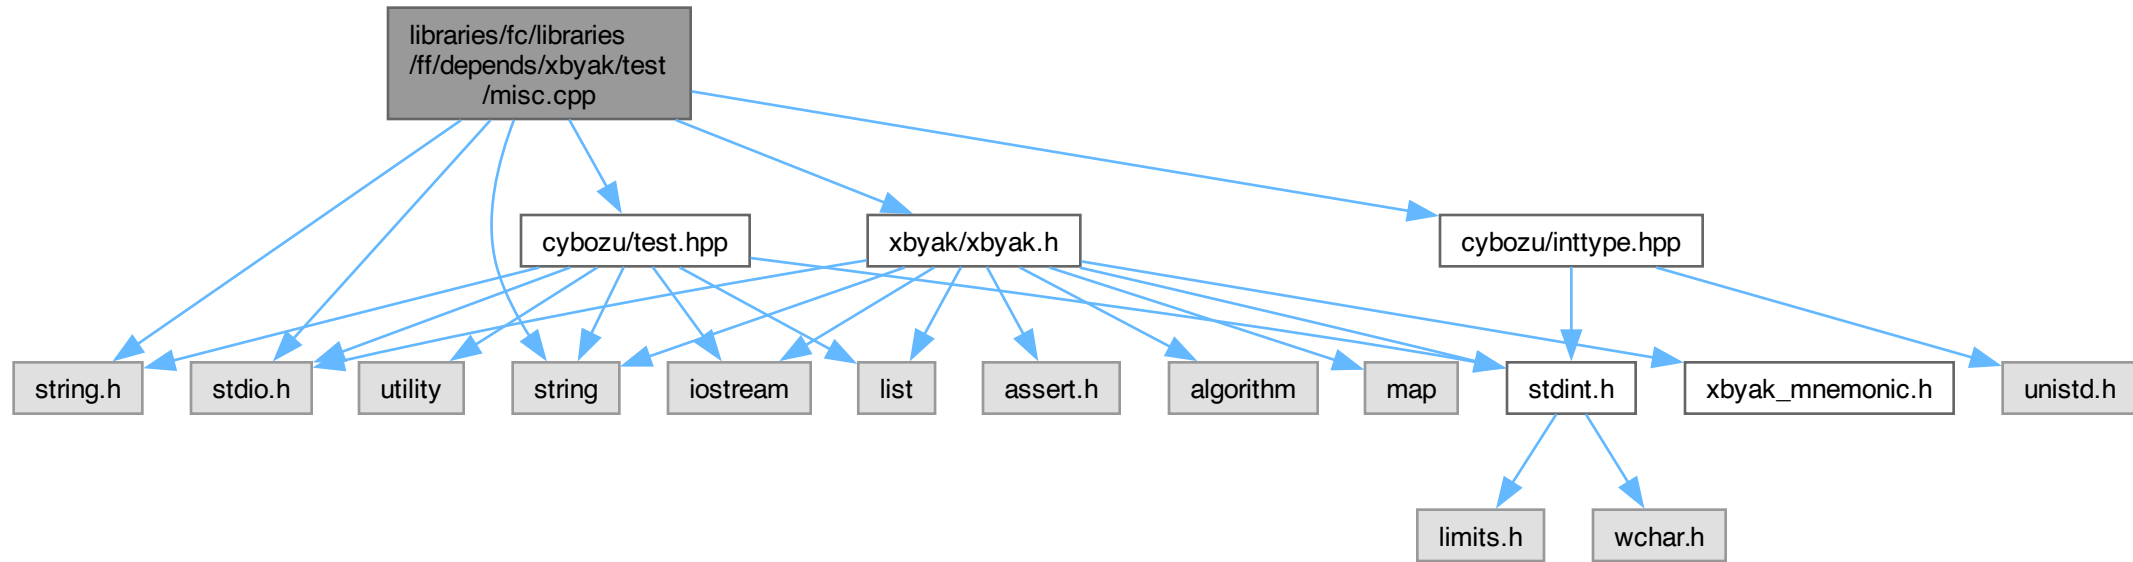 libraries/fc/libraries
/ff/depends/xbyak/test
/misc.cpp
cybozu/test.hpp
xbyak/xbyak.h
cybozu/inttype.hpp
string.h
stdio.h
utility
string
iostream
list
assert.h
algorithm
map
stdint.h
xbyak_mnemonic.h
unistd.h
limits.h
wchar.h